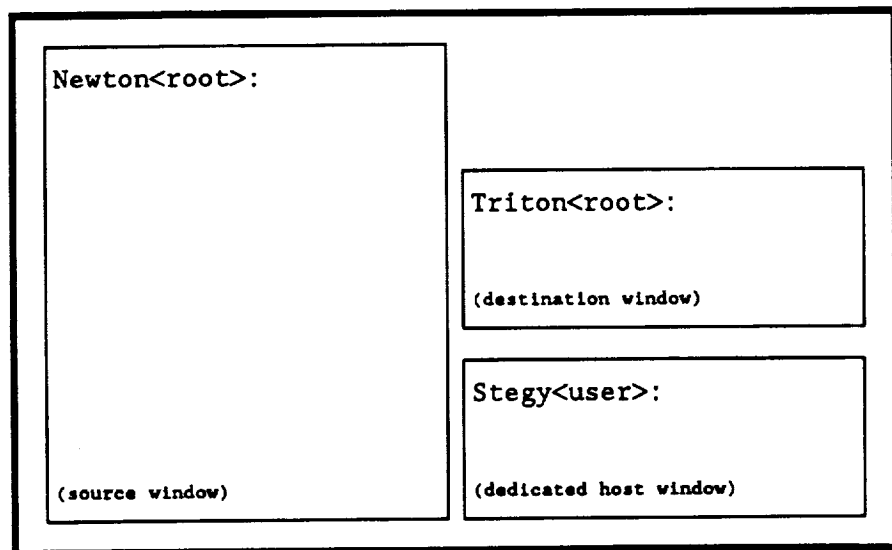 Newton<root>:
(source window)
Triton<root>:
(destination window)
Stegy<user>:
(dedicated host window)